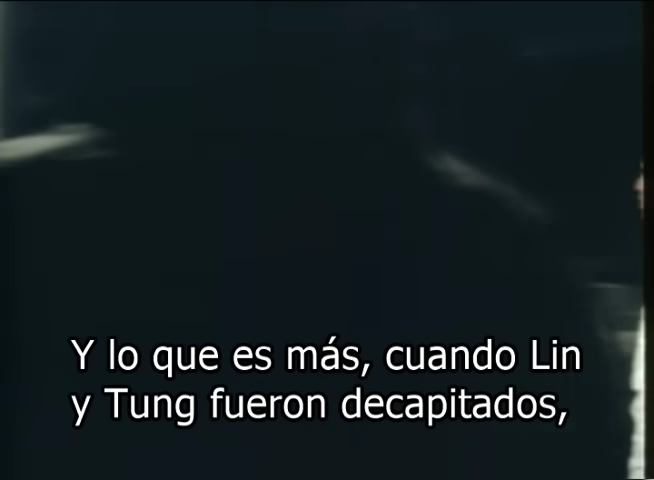 Y lo que es más, cuando Lin
y Tung fueron decapitados,